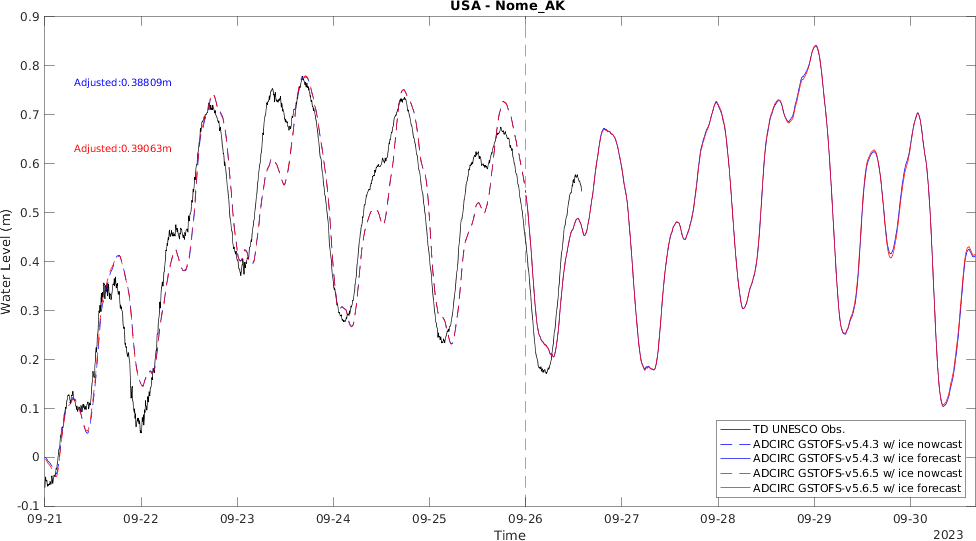 USA - Nome_AK
0.9
0.8
0.7
0.6
0.5
0.4
0.3
0.2
0.1
0
-0.1
Water Level (m)
Adjusted:0.38809m
Adjusted:0.39063m
TD UNESCO Obs.
ADCIRC GSTOFS-v5.4.3 w/ ice nowcast
ADCIRC GSTOFS-v5.4.3 w/ ice forecast
ADCIRC GSTOFS-v5.6.5 w/ ice nowcast
ADCIRC GSTOFS-v5.6.5 w/ ice forecast
09-21 09-22 09-23 09-24 09-25 09-26 09-27 09-28 09-29 09-30
Time
2023